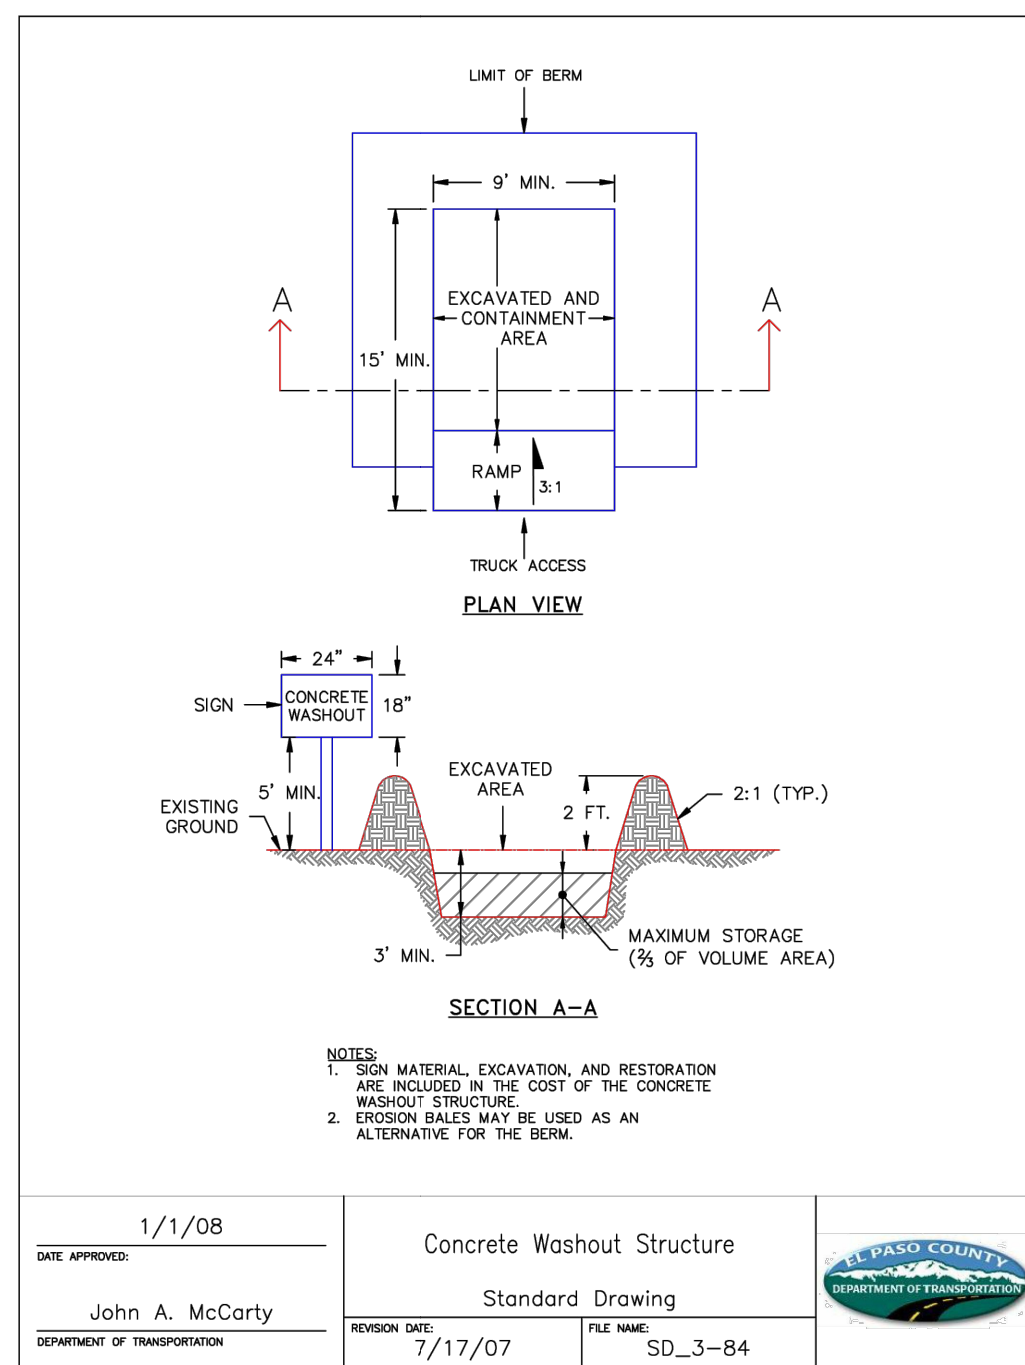 LIMIT OF BERM
9' MIN.
A
A
EXCAVATED AND
CONTAINMENT
AREA
15' MIN.
RAMP
3:1
TRUCK ACCESS
PLAN VIEW
24"
SIGN
CONCRETE
WASHOUT
18"
5' MIN.
EXISTING
GROUND
EXCAVATED
AREA
2 FT.
2:1 (TYP.)
3' MIN.
MAXIMUM STORAGE
(⅔ OF VOLUME AREA)
SECTION A-A
NOTES:
1. SIGN MATERIAL, EXCAVATION, AND RESTORATION
ARE INCLUDED IN THE COST OF THE CONCRETE
WASHOUT STRUCTURE.
2. EROSION BALES MAY BE USED AS AN
ALTERNATIVE FOR THE BERM.
1/1/08
DATE APPROVED:
John A. McCarty
DEPARTMENT OF TRANSPORTATION
Concrete Washout Structure
Standard Drawing
REVISION DATE:
7/17/07
FILE NAME:
SD_3-84
EL PASO COUNTY
DEPARTMENT OF TRANSPORTATION